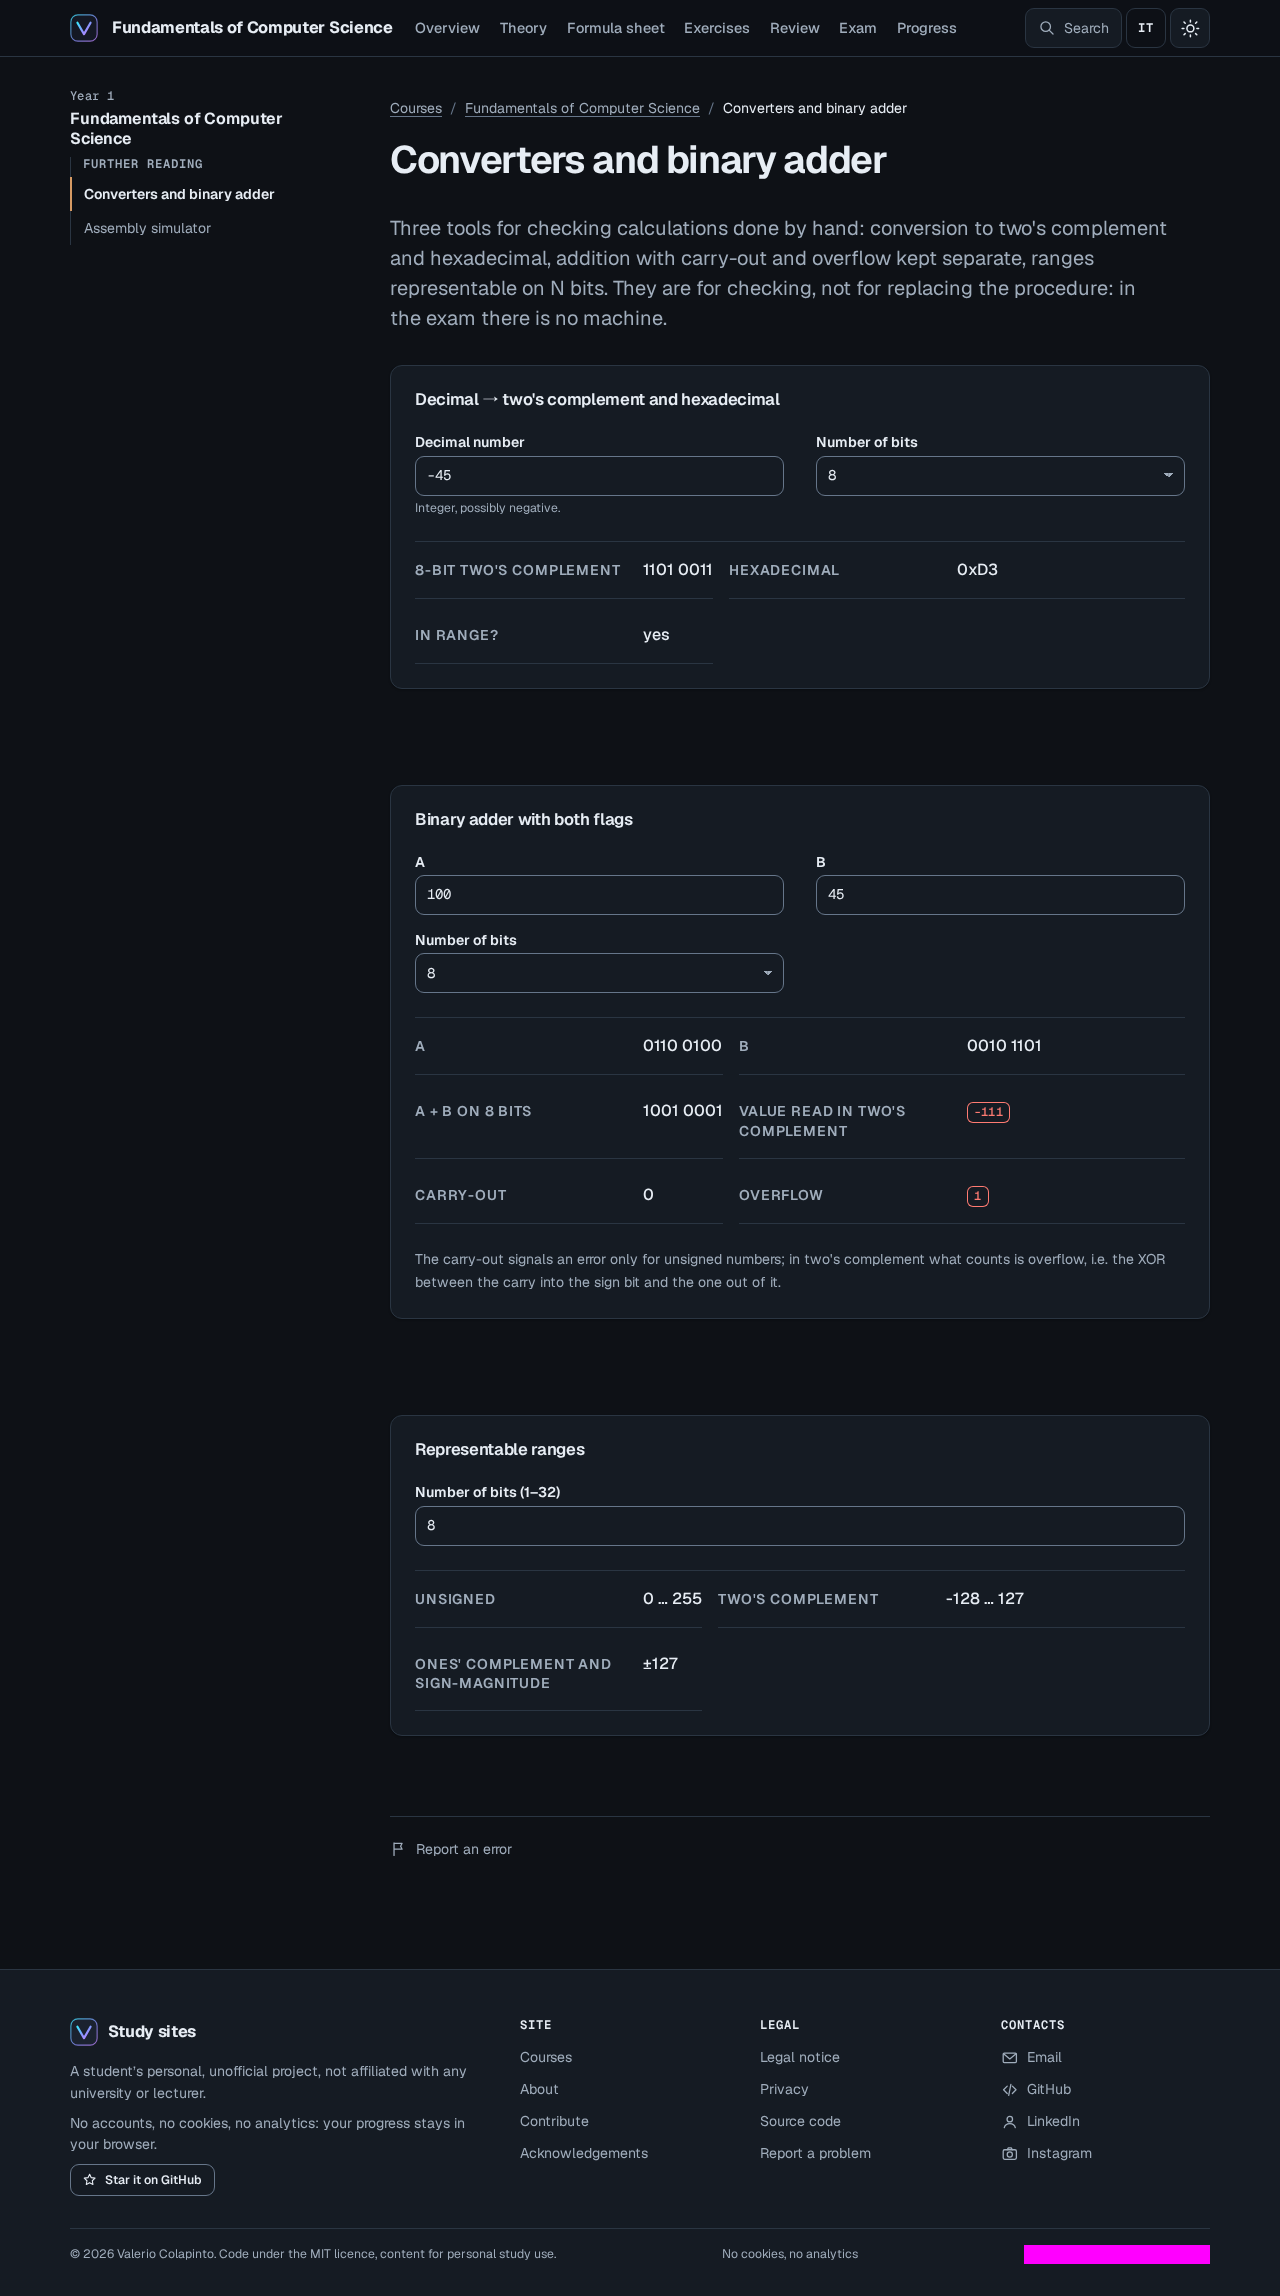 Fundamentals of Computer Science
Overview
Theory
Formula sheet
Exercises
Review
Exam
Progress
Search
IT
Year 1
Fundamentals of Computer
Science
FURTHER READING
Converters and binary adder
Assembly simulator
Courses / Fundamentals of Computer Science / Converters and binary adder
Converters and binary adder
Three tools for checking calculations done by hand: conversion to two's complement
and hexadecimal, addition with carry-out and overflow kept separate, ranges
representable on N bits. They are for checking, not for replacing the procedure: in
the exam there is no machine.
Decimal → two's complement and hexadecimal
Decimal number
Number of bits
-45
8
Integer, possibly negative.
8-BIT TWO'S COMPLEMENT
1101 0011
HEXADECIMAL
0xD3
IN RANGE?
yes
Binary adder with both flags
A
B
100
45
Number of bits
8
A
0110 0100
B
0010 1101
A + B ON 8 BITS
1001 0001
VALUE READ IN TWO'S
COMPLEMENT
-111
CARRY-OUT
0
OVERFLOW
1
The carry-out signals an error only for unsigned numbers; in two's complement what counts is overflow, i.e. the XOR
between the carry into the sign bit and the one out of it.
Representable ranges
Number of bits (1–32)
8
UNSIGNED
0 … 255
TWO'S COMPLEMENT
-128 … 127
ONES' COMPLEMENT AND
SIGN-MAGNITUDE
±127
Report an error
Study sites
A student's personal, unofficial project, not affiliated with any
university or lecturer.
No accounts, no cookies, no analytics: your progress stays in
your browser.
Star it on GitHub
SITE
Courses
About
Contribute
Acknowledgements
LEGAL
Legal notice
Privacy
Source code
Report a problem
CONTACTS
Email
GitHub
LinkedIn
Instagram
© 2026 Valerio Colapinto. Code under the MIT licence, content for personal study use.
No cookies, no analytics